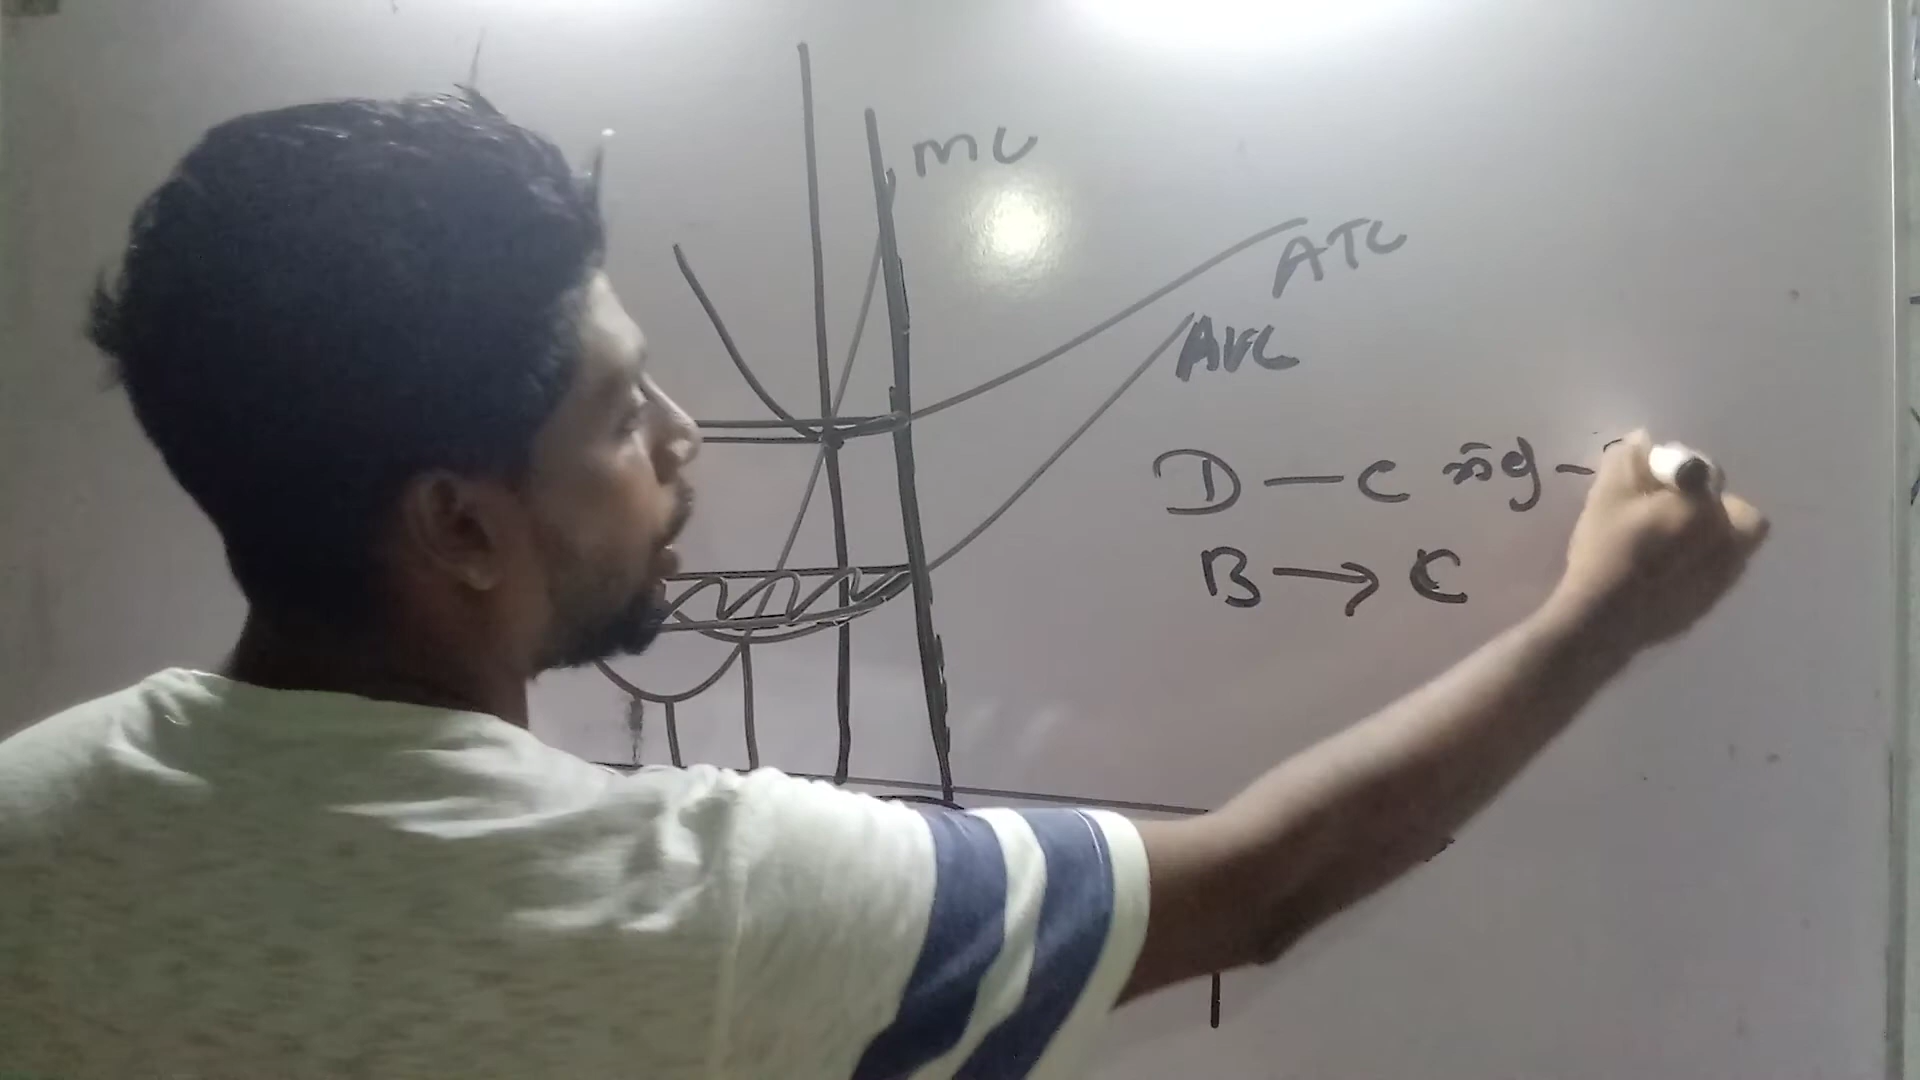 MC
ATC
AVC
D — C
B → C